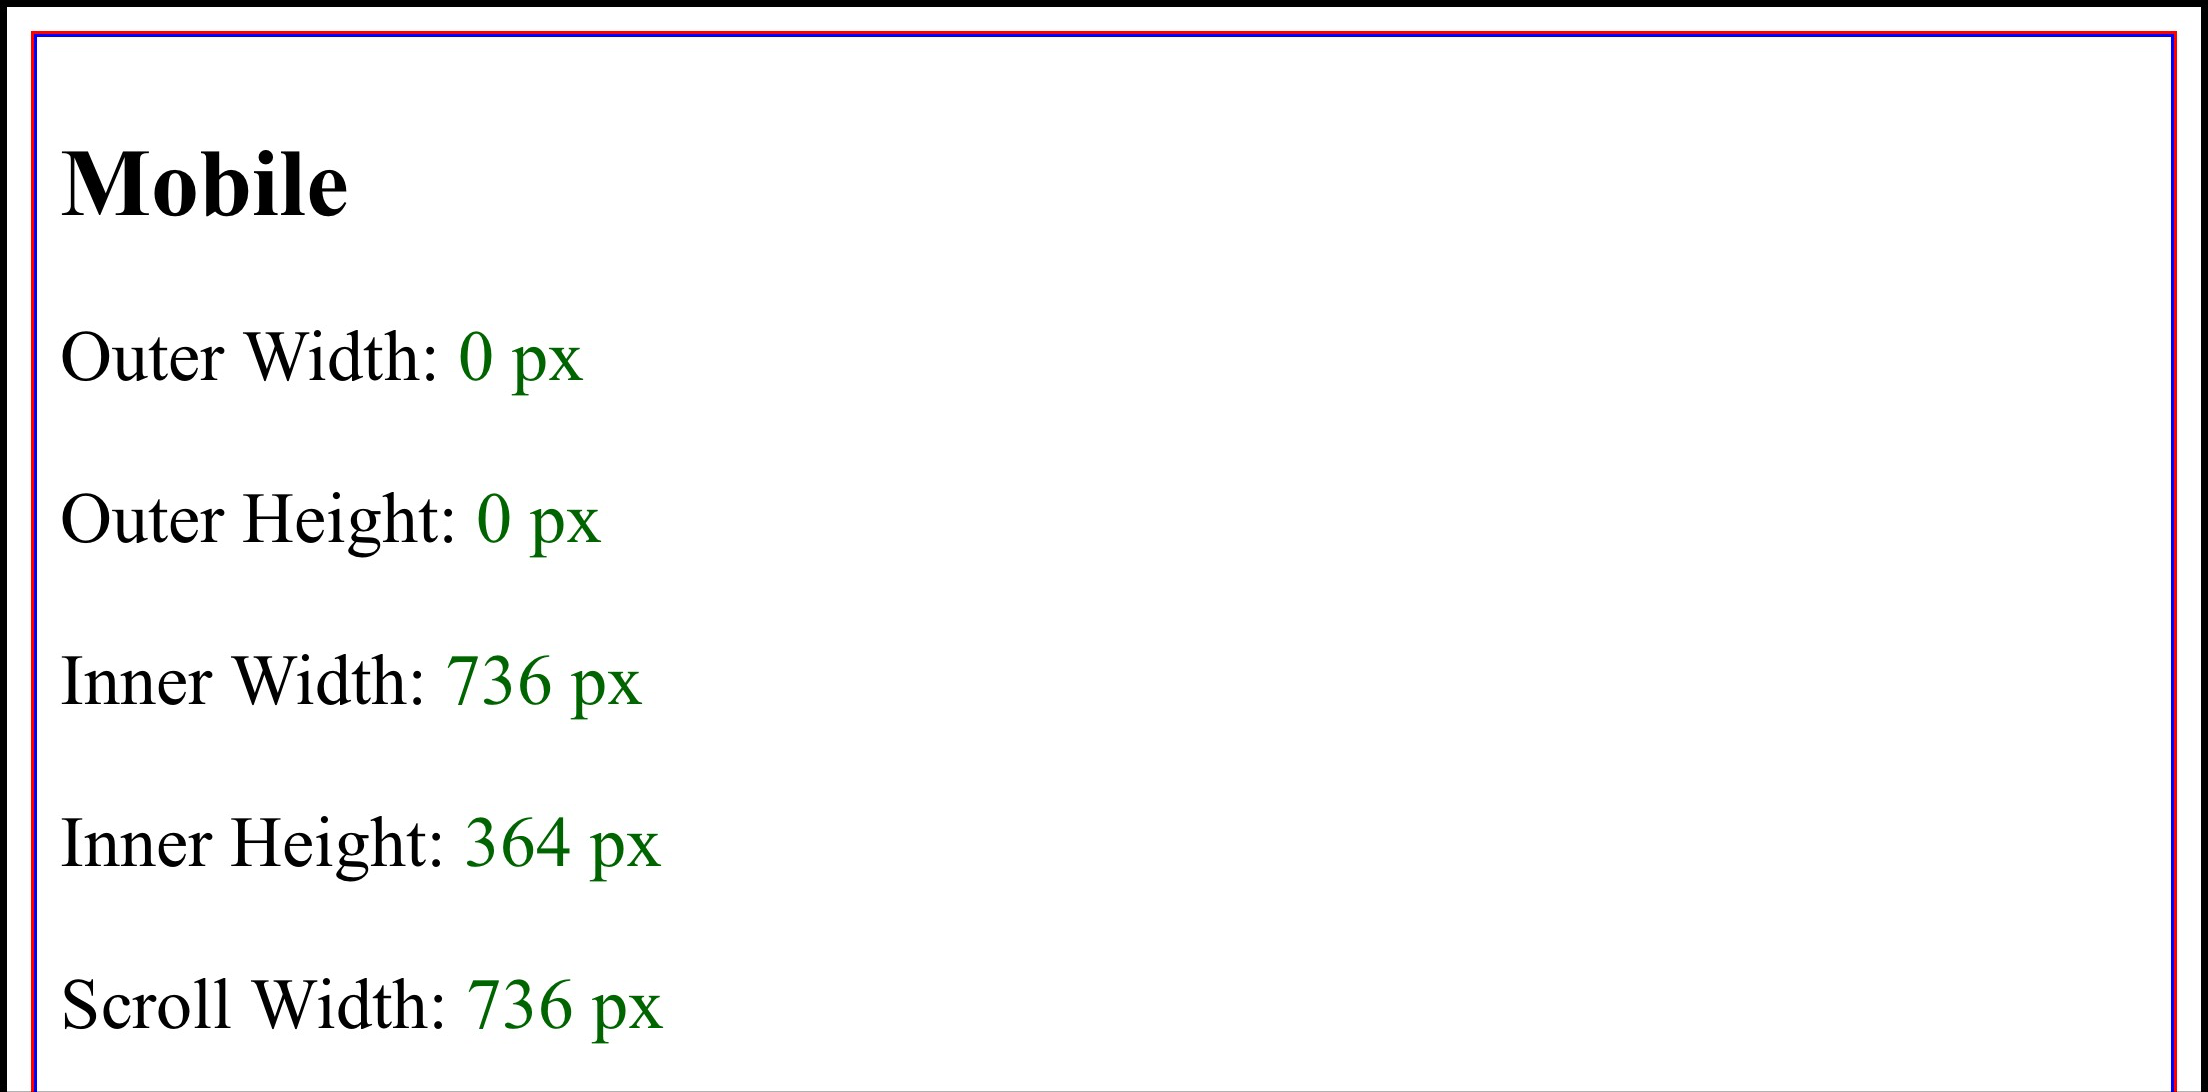 Mobile
Outer Width: 0 px
Outer Height: 0 px
Inner Width: 736 px
Inner Height: 364 px
Scroll Width: 736 px